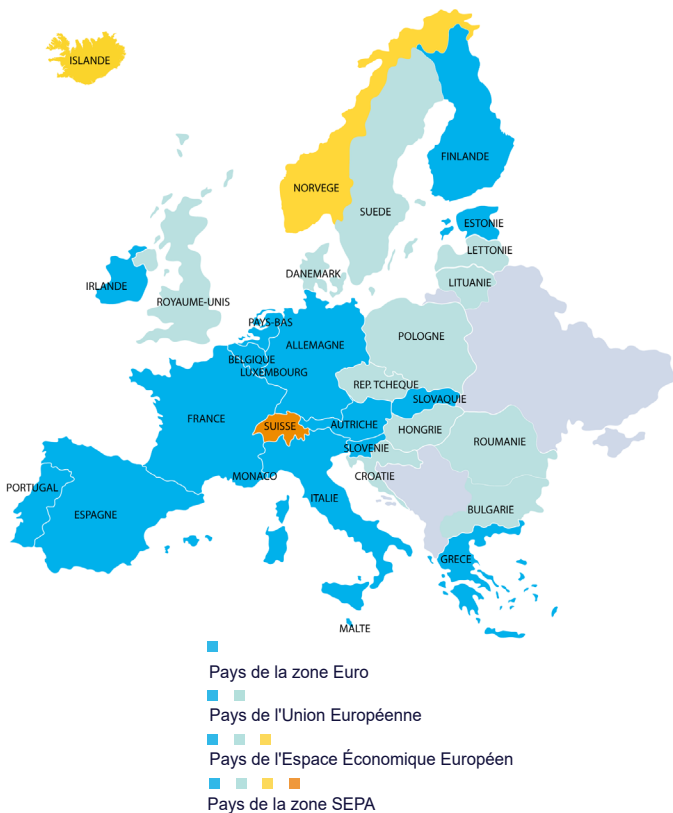 ISLANDE
FINLANDE
NORVEGE
SUEDE
ESTONIE
LETTONIE
DANEMARK
LITUANIE
IRLANDE
ROYAUME-UNIS
PAYS-BAS
POLOGNE
ALLEMAGNE
BELGIQUE
LUXEMBOURG
REP. TCHEQUE
SLOVAQUIE
FRANCE
SUISSE
AUTRICHE
HONGRIE
ROUMANIE
SLOVENIE
MONACO
CROATIE
PORTUGAL
ITALIE
ESPAGNE
BULGARIE
GRECE
MALTE
Pays de la zone Euro
Pays de l'Union Européenne
Pays de l'Espace Économique Européen
Pays de la zone SEPA